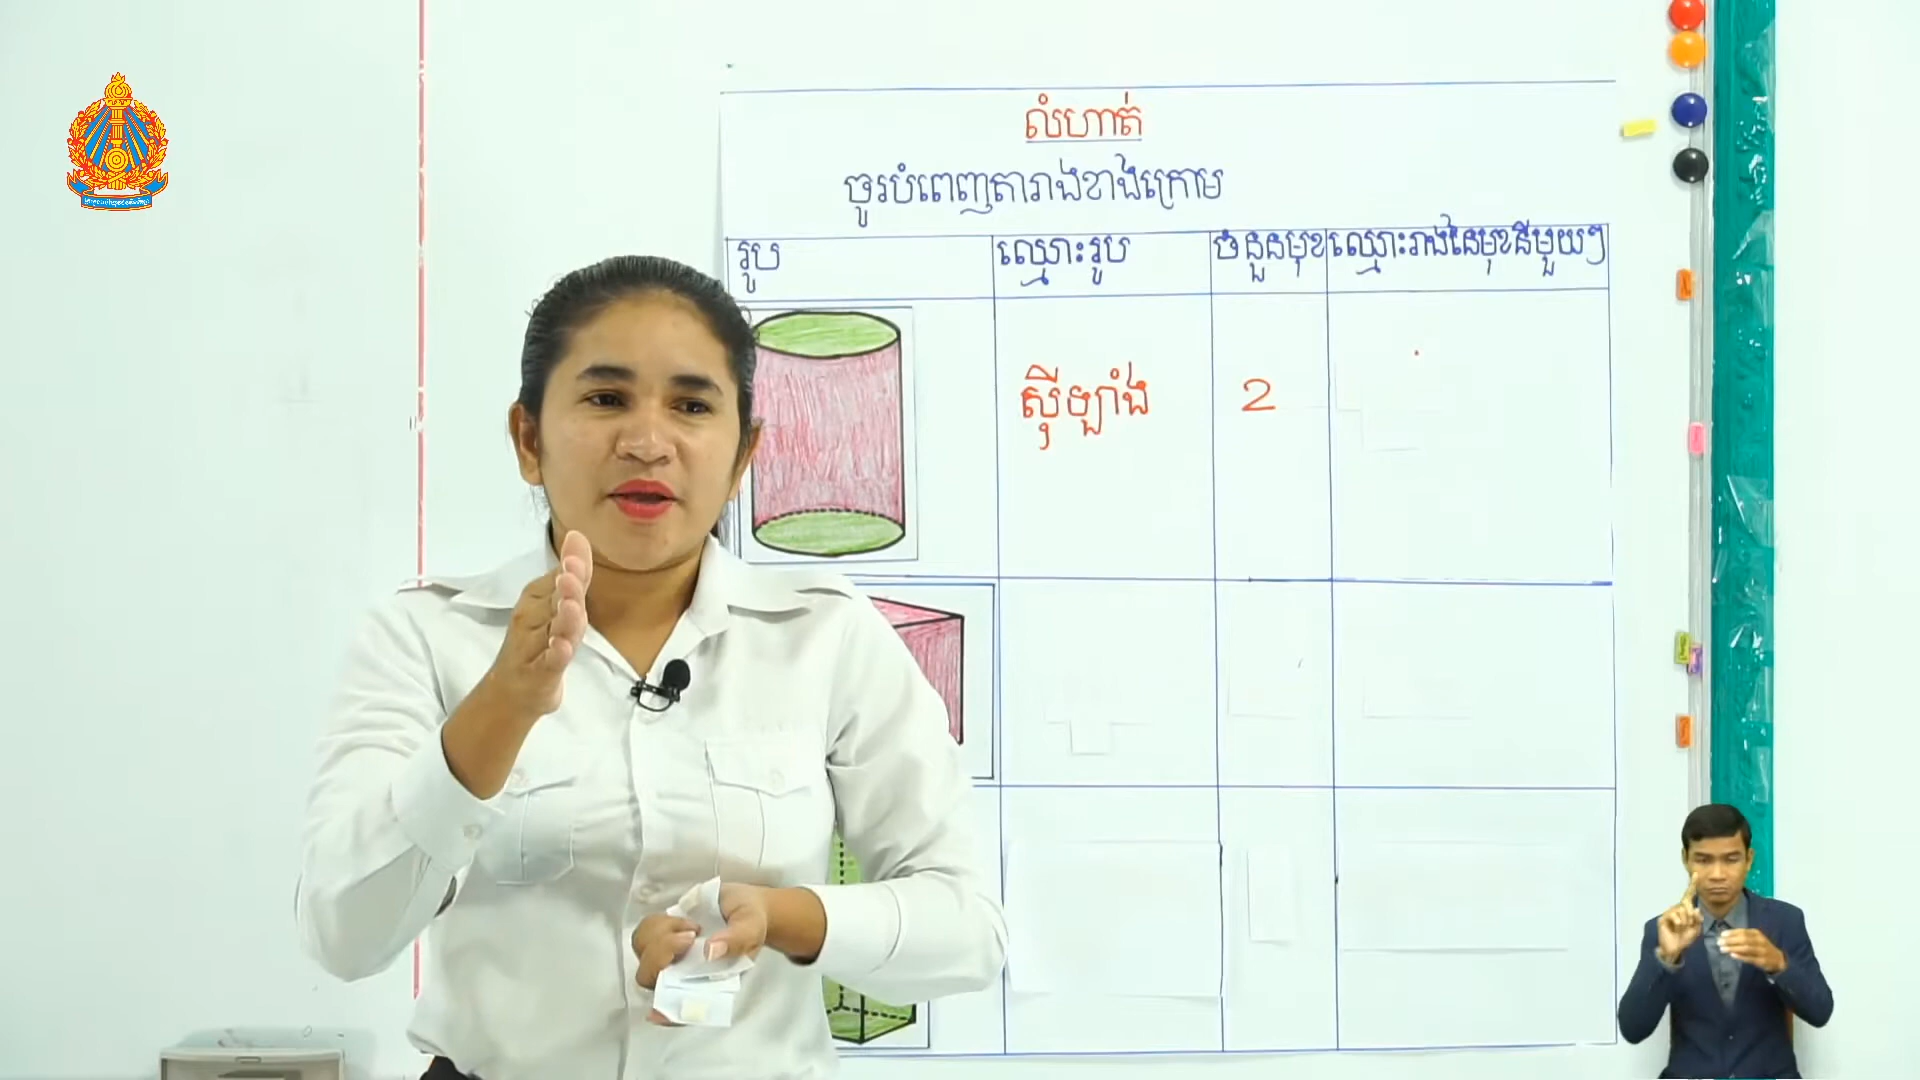 លំហាត់
ចូរបំពេញតារាងខាងក្រោម
រូប ឈ្មោះរូប ចំនួនមុខ ឈ្មោះរាងនៃមុខនីមួយៗ
ស៊ីឡាំង 2